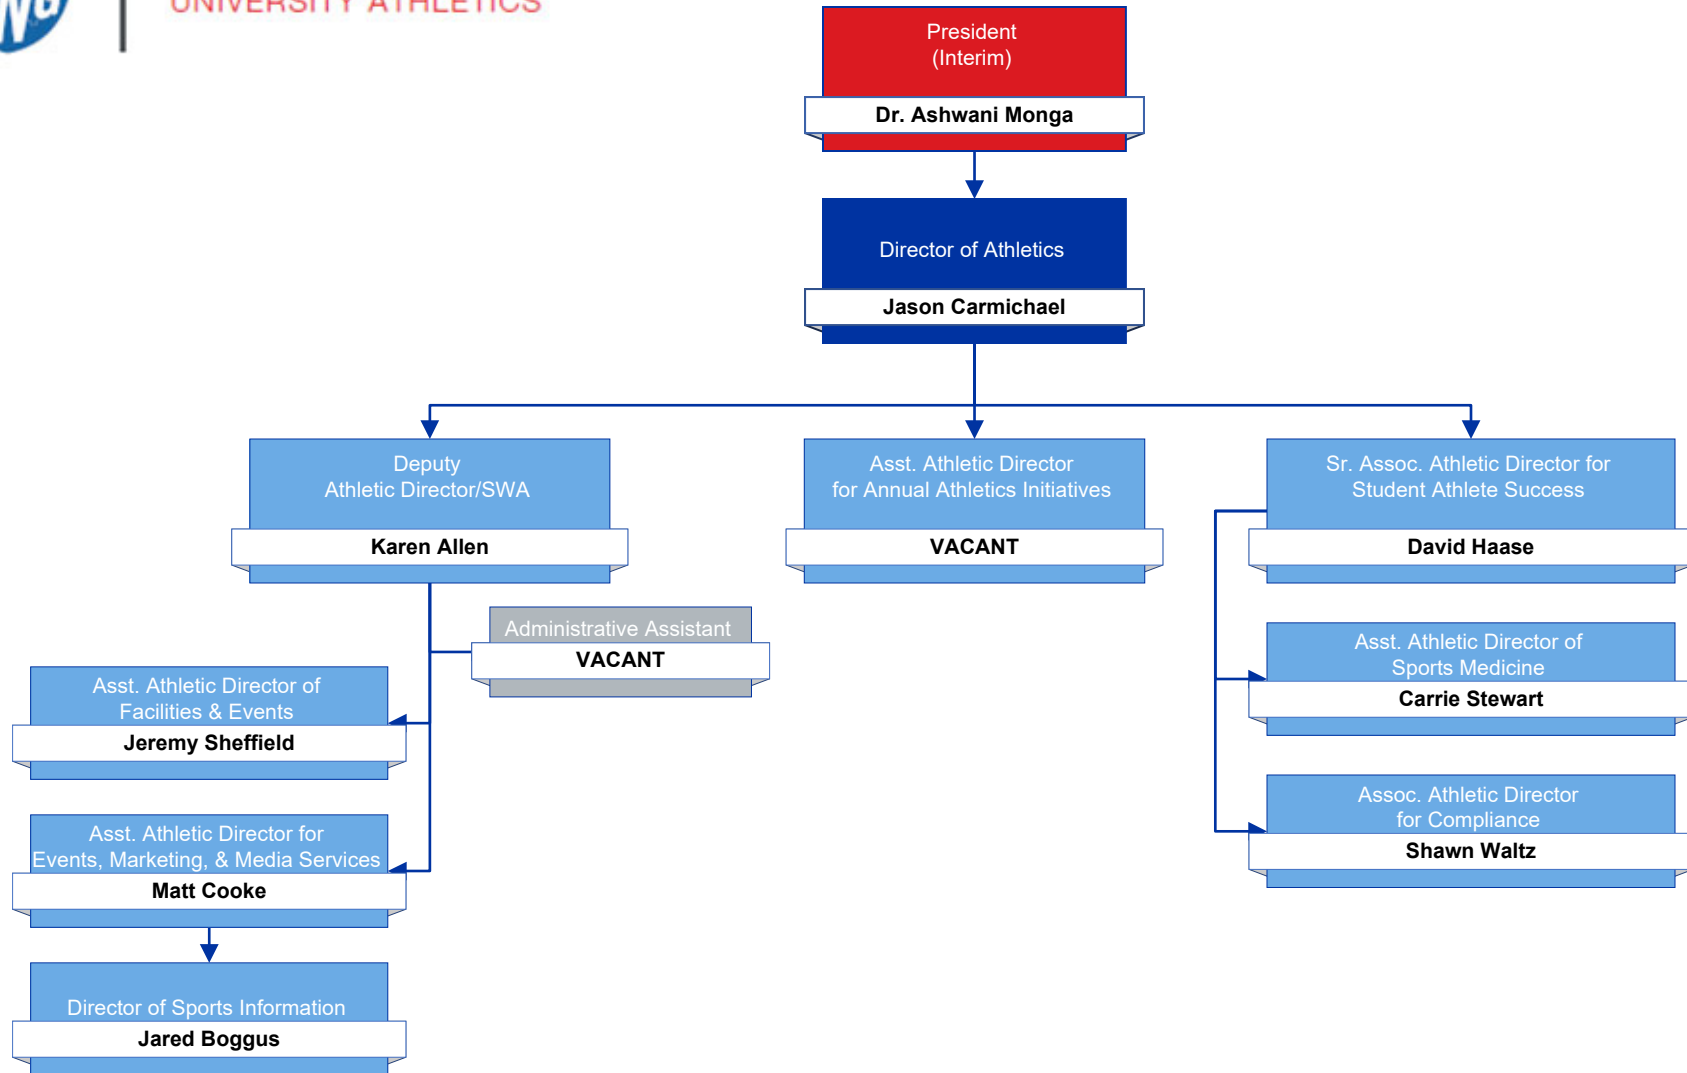 UNIVERSITY ATHLETICS
President
(Interim)
Dr. Ashwani Monga
Director of Athletics
Jason Carmichael
Deputy
Athletic Director/SWA
Karen Allen
Asst. Athletic Director
for Annual Athletics Initiatives
VACANT
Sr. Assoc. Athletic Director for
Student Athlete Success
David Haase
Administrative Assistant
VACANT
Asst. Athletic Director of
Facilities & Events
Jeremy Sheffield
Asst. Athletic Director for
Events, Marketing, & Media Services
Matt Cooke
Director of Sports Information
Jared Boggus
Asst. Athletic Director of
Sports Medicine
Carrie Stewart
Assoc. Athletic Director
for Compliance
Shawn Waltz